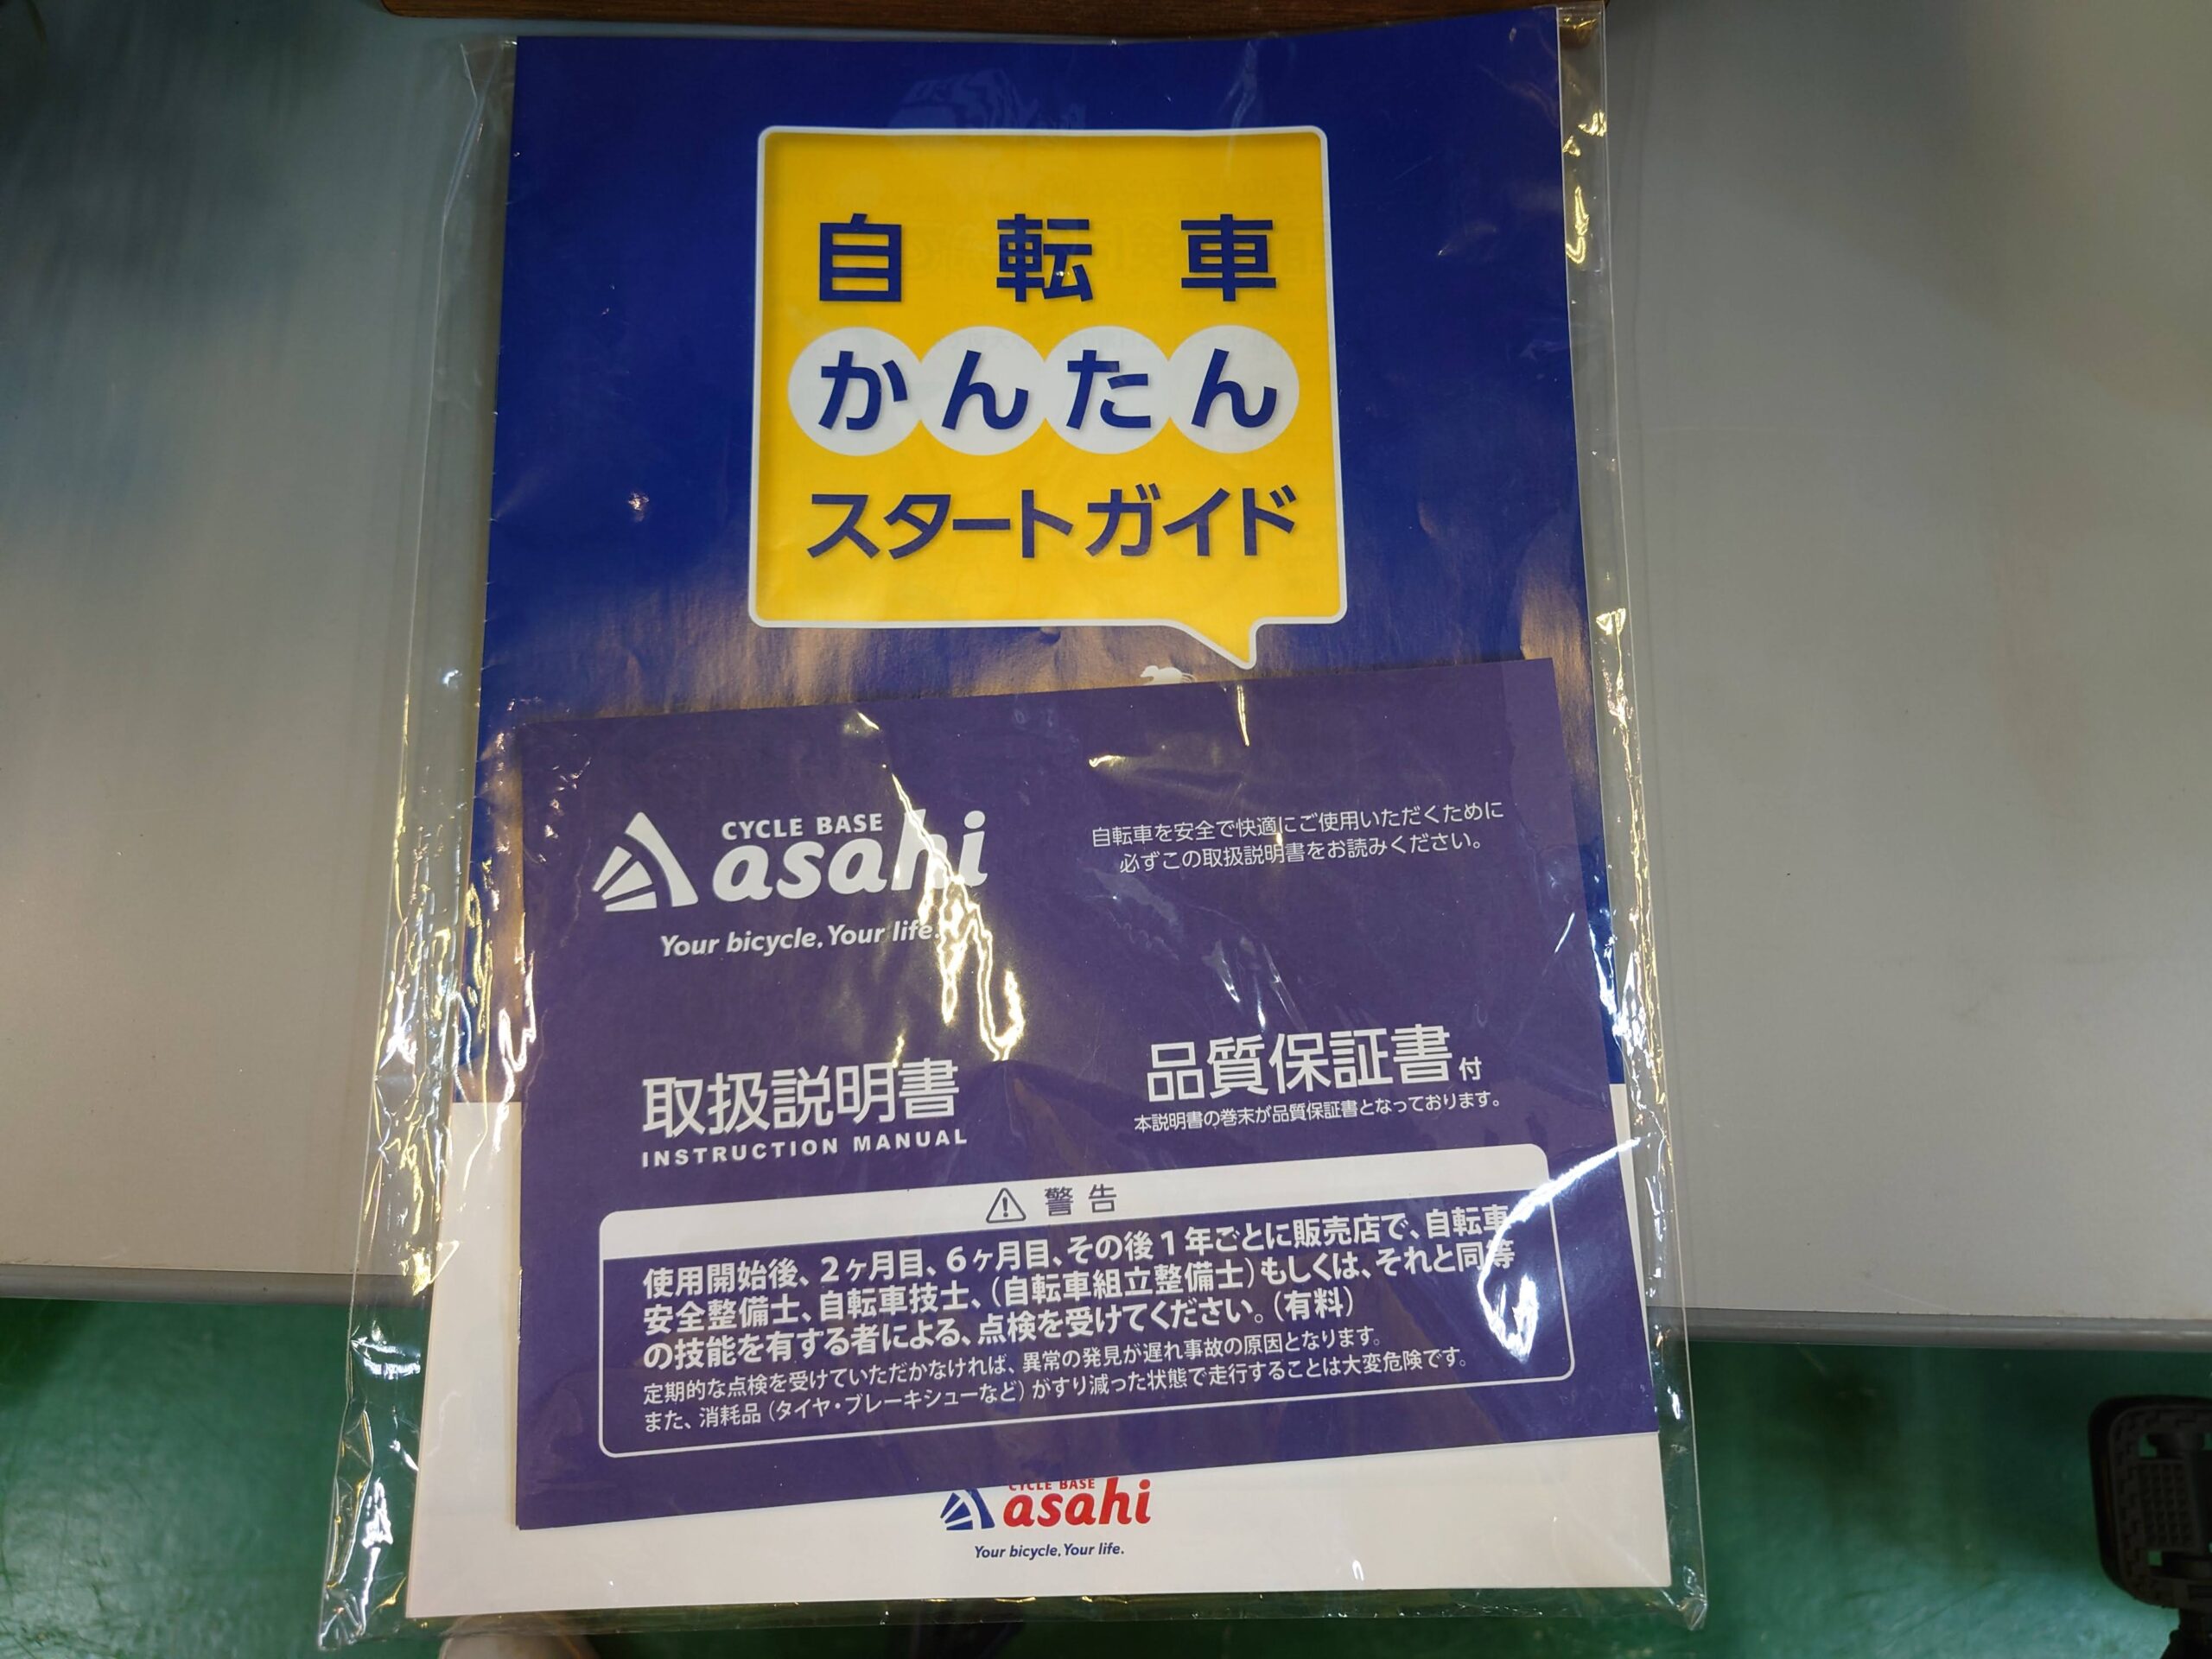 自転車
かんたん
スタートガイド
CYCLE BASE
asahi
Your bicycle, Your life.
自転車を安全で快適にご使用いただくために
必ずこの取扱説明書をお読みください。
取扱説明書
INSTRUCTION MANUAL
品質保証書付
本説明書の巻末が品質保証書となっております。
警告
使用開始後、2ヶ月目、6ヶ月目、その後1年ごとに販売店で、自転車
安全整備士、自転車技士、(自転車組立整備士)もしくは、それと同等
の技能を有する者による、点検を受けてください。(有料)
定期的な点検を受けていただかなければ、異常の発見が遅れ事故の原因となります。
また、消耗品(タイヤ・ブレーキシューなど)がすり減った状態で走行することは大変危険です。
CYCLE BASE
asahi
Your bicycle, Your life.